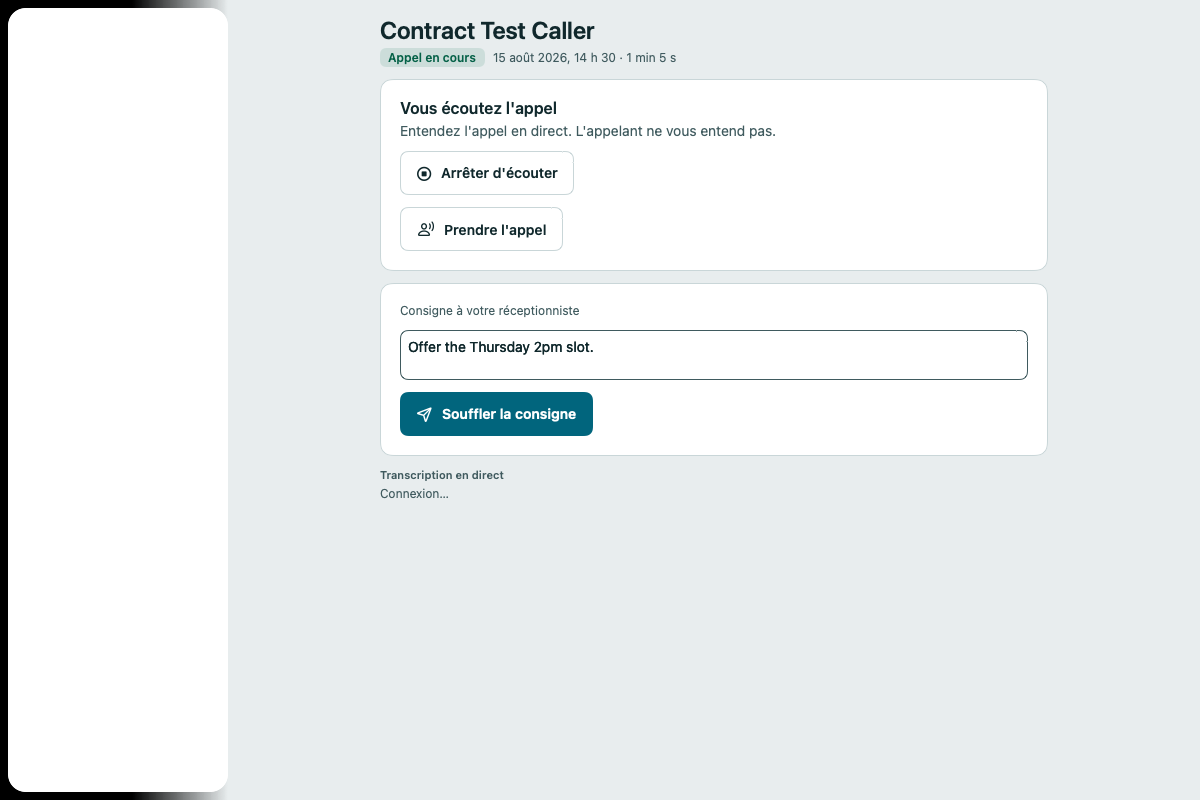 Contract Test Caller
Appel en cours 15 août 2026, 14 h 30 · 1 min 5 s
Vous écoutez l'appel
Entendez l'appel en direct. L'appelant ne vous entend pas.
Arrêter d'écouter
Prendre l'appel
Consigne à votre réceptionniste
Offer the Thursday 2pm slot.
Souffler la consigne
Transcription en direct
Connexion…